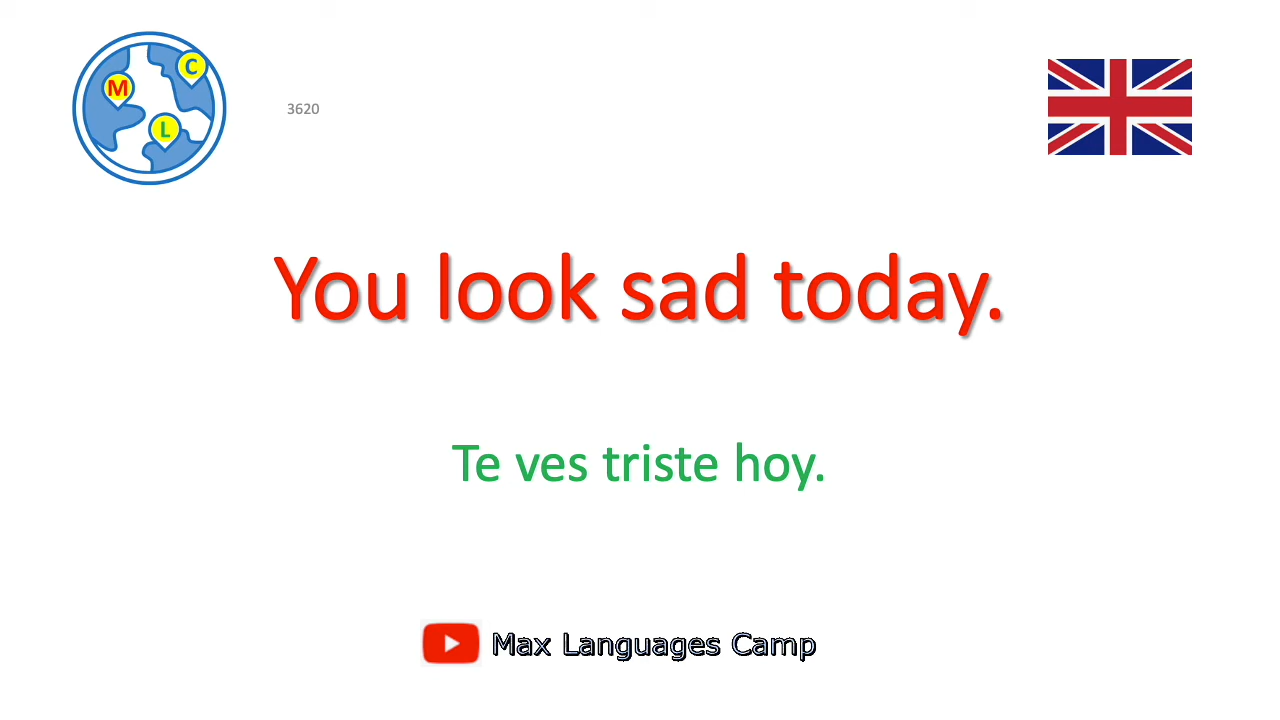 M
C
L
3620
You look sad today.
Te ves triste hoy.
Max Languages Camp